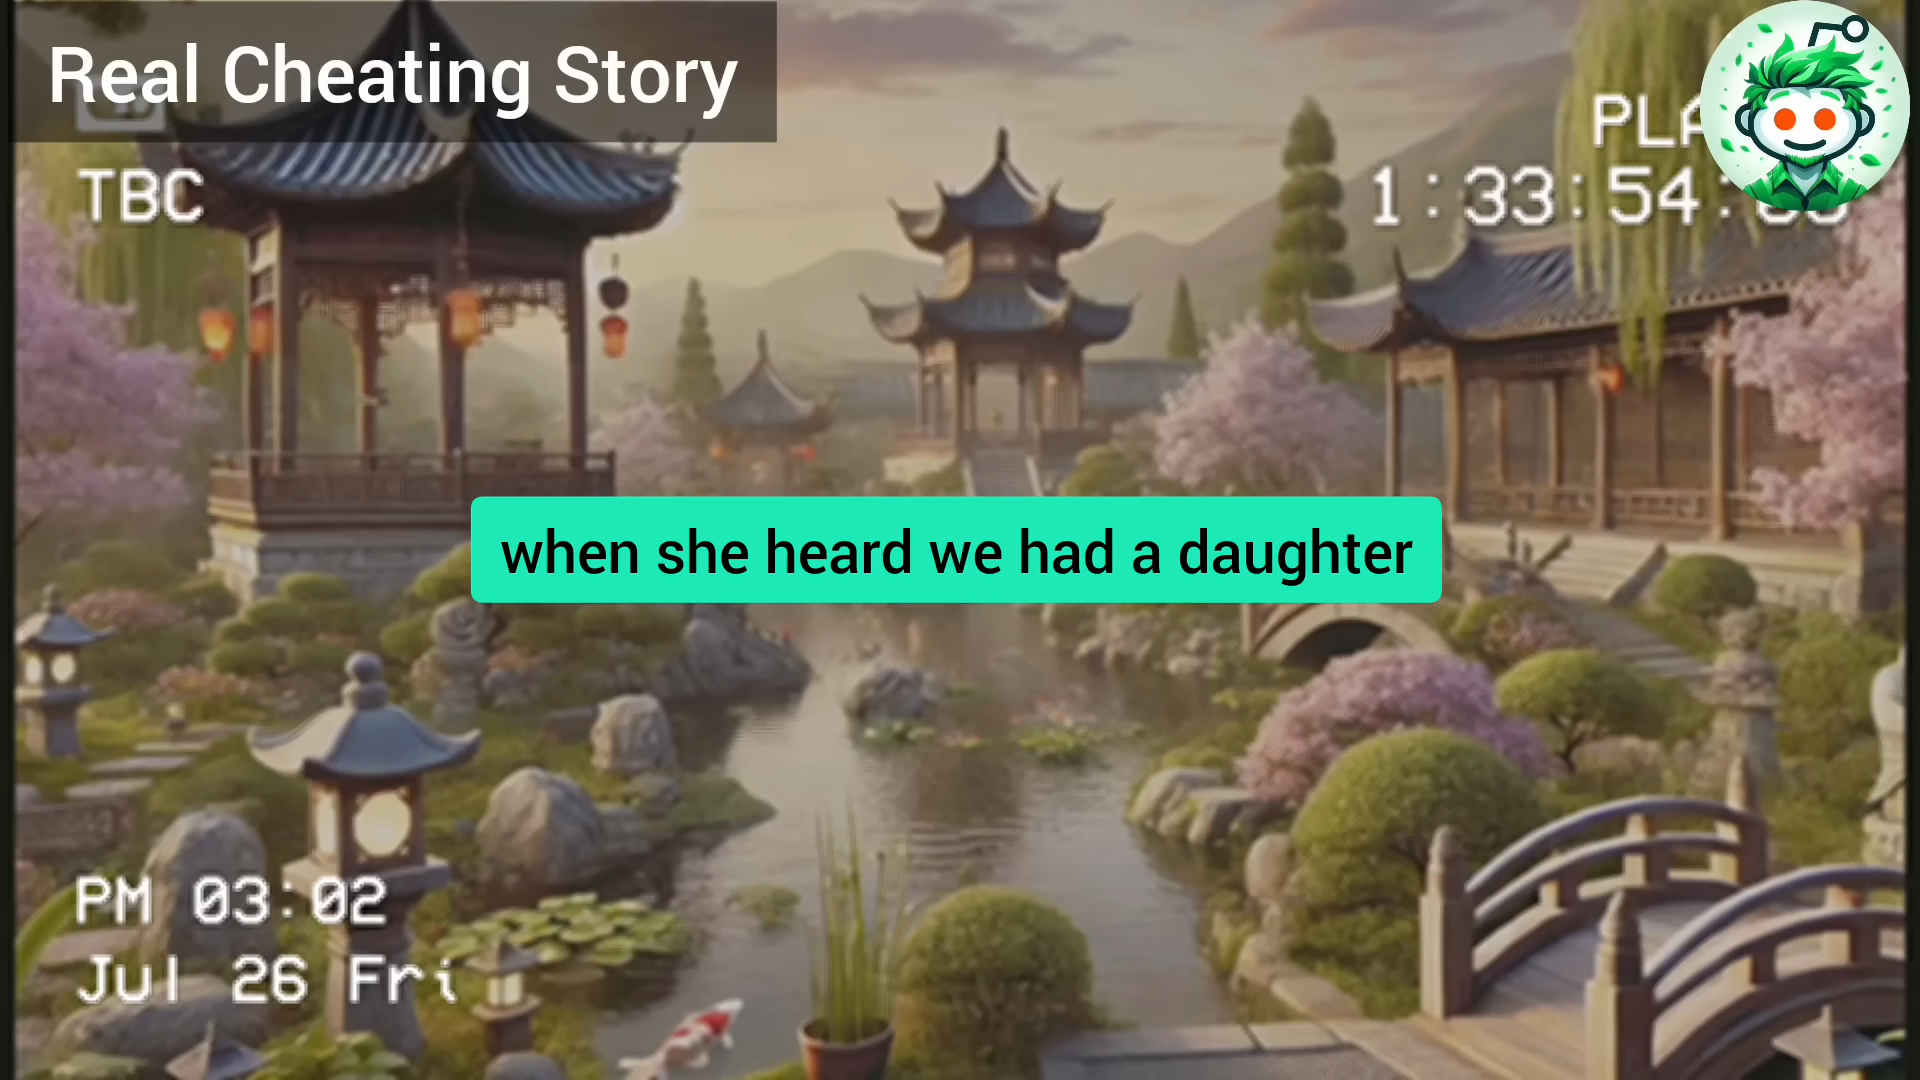 Real Cheating Story
TBC
PLA
1:33:54:
when she heard we had a daughter
PM 03:02
Jul 26 Fri